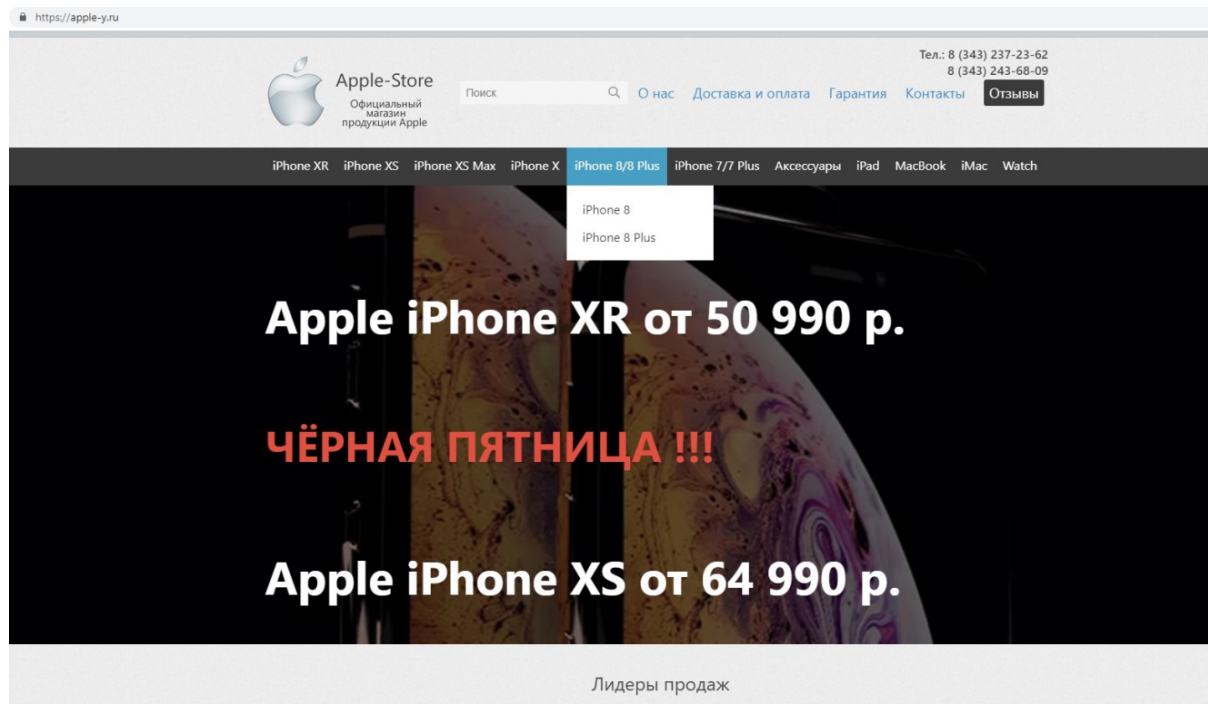 https://apple-y.ru
Тел.: 8 (343) 237-23-62
8 (343) 243-68-09
Apple-Store
Официальный
магазин
продукции Apple
Поиск
О нас Доставка и оплата Гарантия Контакты Отзывы
iPhone XR iPhone XS iPhone XS Max iPhone X iPhone 8/8 Plus iPhone 7/7 Plus Аксессуары iPad MacBook iMac Watch
iPhone 8
iPhone 8 Plus
Apple iPhone XR от 50 990 р.
ЧЁРНАЯ ПЯТНИЦА !!!
Apple iPhone XS от 64 990 р.
Лидеры продаж